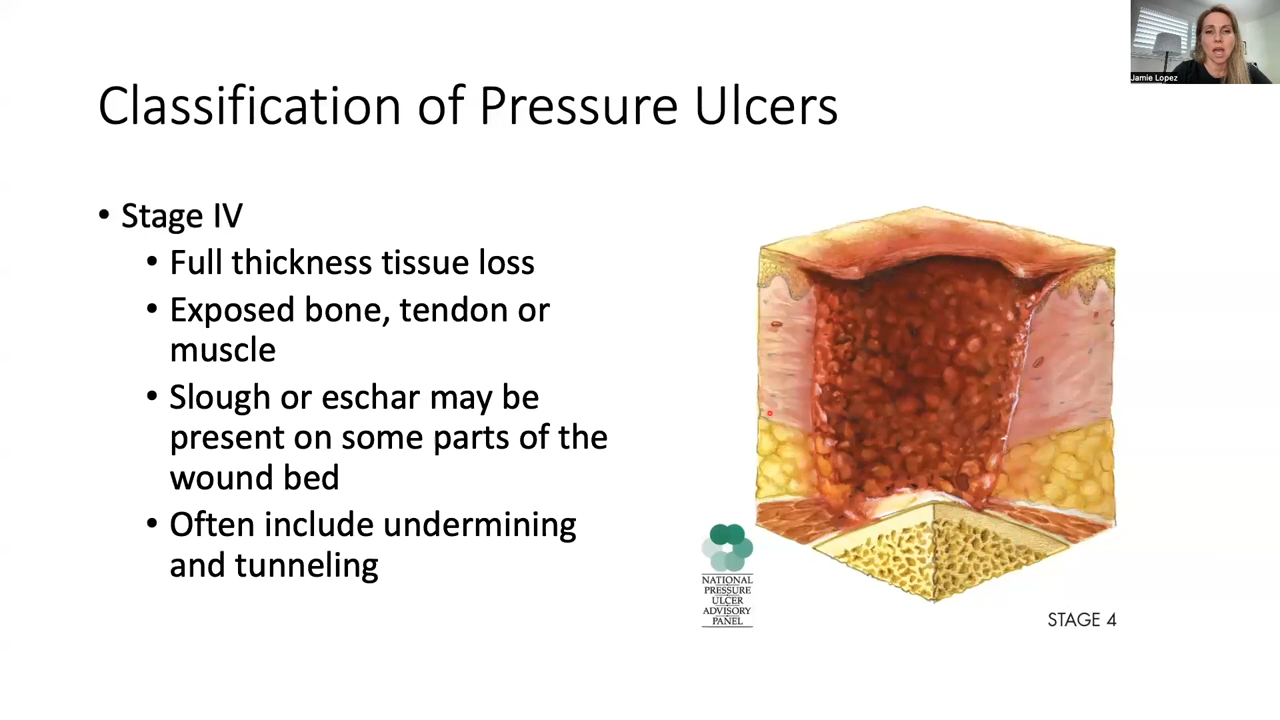 Jamie Lopez
Classification of Pressure Ulcers
• Stage IV
• Full thickness tissue loss
• Exposed bone, tendon or
muscle
• Slough or eschar may be
present on some parts of the
wound bed
• Often include undermining
and tunneling
NATIONAL
PRESSURE
ULCER
ADVISORY
PANEL
STAGE 4